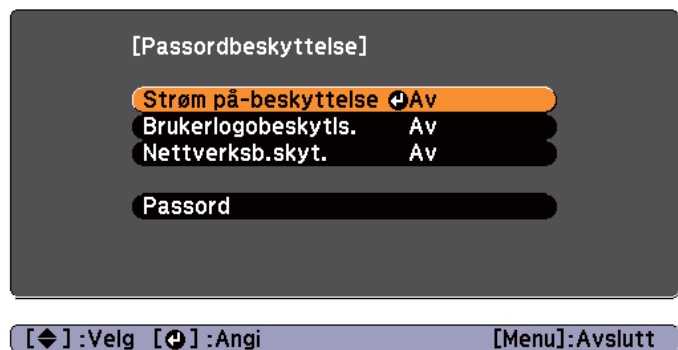 [Passordbeskyttelse]
Strøm på-beskyttelse Av
Brukerlogobeskytls. Av
Nettverksb.skyt. Av
Passord
[◆] :Velg [⏎] :Angi [Menu]:Avslutt